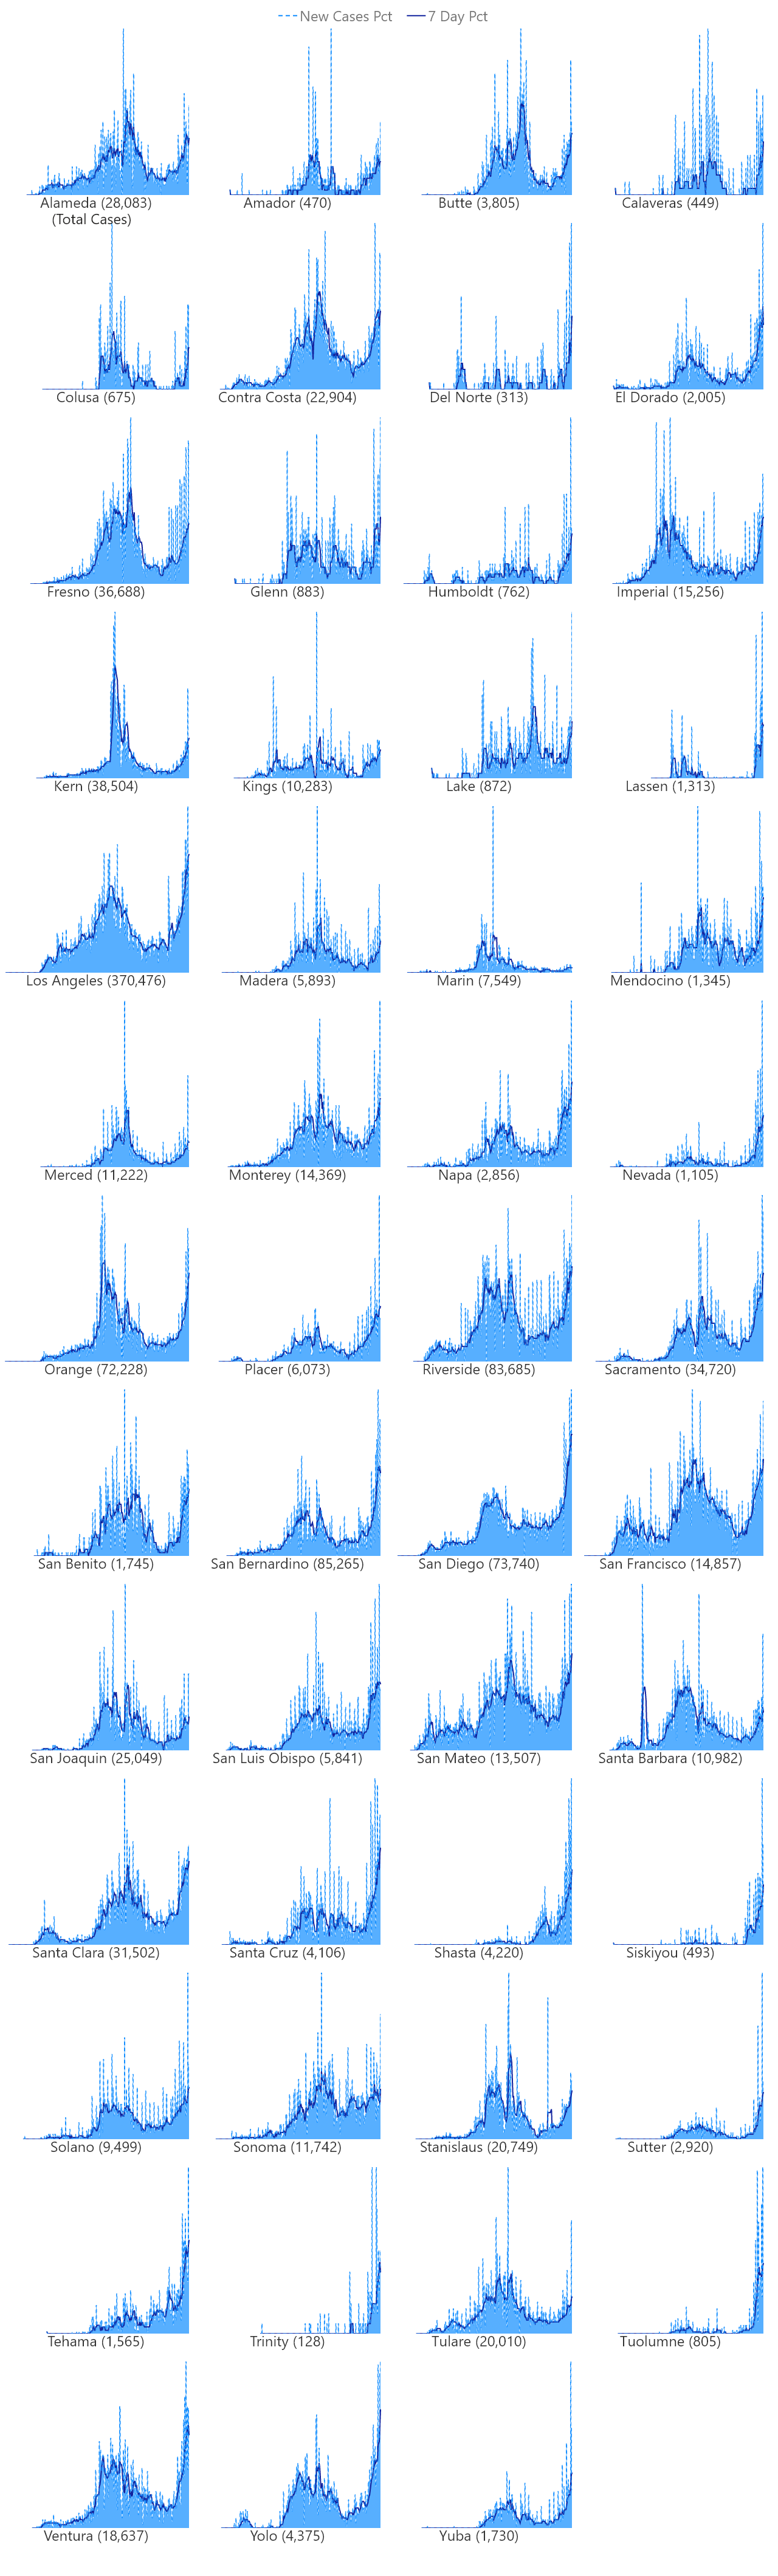 New Cases Pct 7 Day Pct
Alameda (28,083) Amador (470) Butte (3,805) Calaveras (449)
(Total Cases)
Colusa (675) Contra Costa (22,904) Del Norte (313) El Dorado (2,005)
Fresno (36,688) Glenn (883) Humboldt (762) Imperial (15,256)
Kern (38,504) Kings (10,283) Lake (872) Lassen (1,313)
Los Angeles (370,476) Madera (5,893) Marin (7,549) Mendocino (1,345)
Merced (11,222) Monterey (14,369) Napa (2,856) Nevada (1,105)
Orange (72,228) Placer (6,073) Riverside (83,685) Sacramento (34,720)
San Benito (1,745) San Bernardino (85,265) San Diego (73,740) San Francisco (14,857)
San Joaquin (25,049) San Luis Obispo (5,841) San Mateo (13,507) Santa Barbara (10,982)
Santa Clara (31,502) Santa Cruz (4,106) Shasta (4,220) Siskiyou (493)
Solano (9,499) Sonoma (11,742) Stanislaus (20,749) Sutter (2,920)
Tehama (1,565) Trinity (128) Tulare (20,010) Tuolumne (805)
Ventura (18,637) Yolo (4,375) Yuba (1,730)